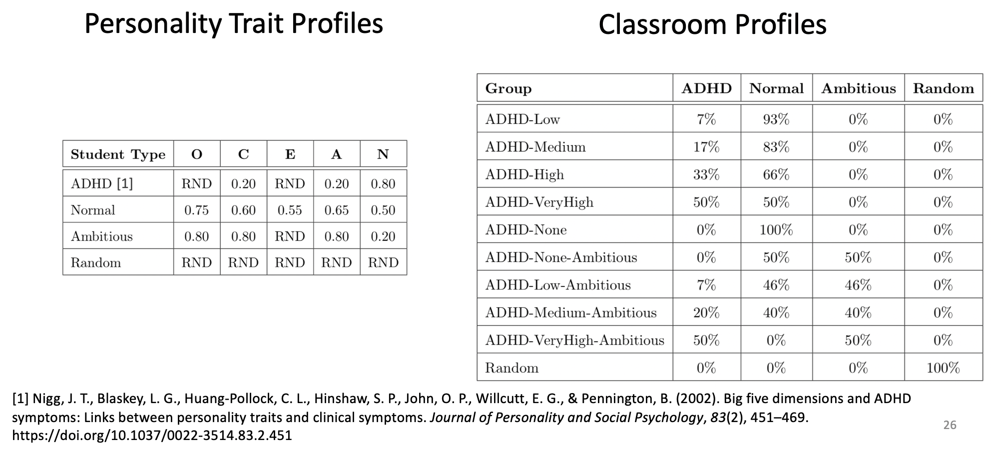 Personality Trait Profiles
Student Type O C E A N
ADHD [1] RND 0.20 RND 0.20 0.80
Normal 0.75 0.60 0.55 0.65 0.50
Ambitious 0.80 0.80 RND 0.80 0.20
Random RND RND RND RND RND
Classroom Profiles
Group ADHD Normal Ambitious Random
ADHD-Low 7% 93% 0% 0%
ADHD-Medium 17% 83% 0% 0%
ADHD-High 33% 66% 0% 0%
ADHD-VeryHigh 50% 50% 0% 0%
ADHD-None 0% 100% 0% 0%
ADHD-None-Ambitious 0% 50% 50% 0%
ADHD-Low-Ambitious 7% 46% 46% 0%
ADHD-Medium-Ambitious 20% 40% 40% 0%
ADHD-VeryHigh-Ambitious 50% 0% 50% 0%
Random 0% 0% 0% 100%
[1] Nigg, J. T., Blaskey, L. G., Huang-Pollock, C. L., Hinshaw, S. P., John, O. P., Willcutt, E. G., & Pennington, B. (2002). Big five dimensions and ADHD
symptoms: Links between personality traits and clinical symptoms. Journal of Personality and Social Psychology, 83(2), 451–469.
https://doi.org/10.1037/0022-3514.83.2.451
26